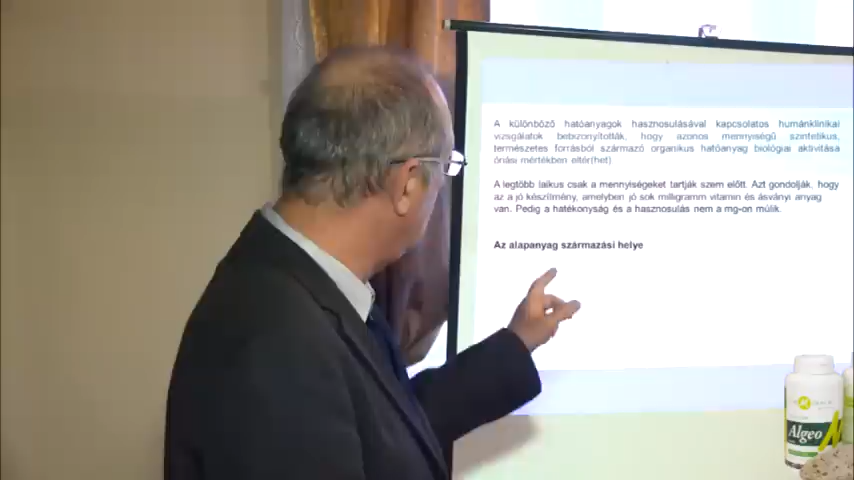 A különböző hatóanyagok hasznosulásával kapcsolatos humánklinikai
vizsgálatok bebizonyították, hogy azonos mennyiségű szintetikus,
természetes forrásból származó organikus hatóanyag biológiai aktivitása
óriási mértékben eltér(het)
A legtöbb laikus csak a mennyiségeket tartják szem előtt. Azt gondolják, hogy
az a jó készítmény, amelyben jó sok milligramm vitamin és ásványi anyag
van. Pedig a hatékonyság és a hasznosulás nem a mg-on múlik.
Az alapanyag származási helye
Algeo